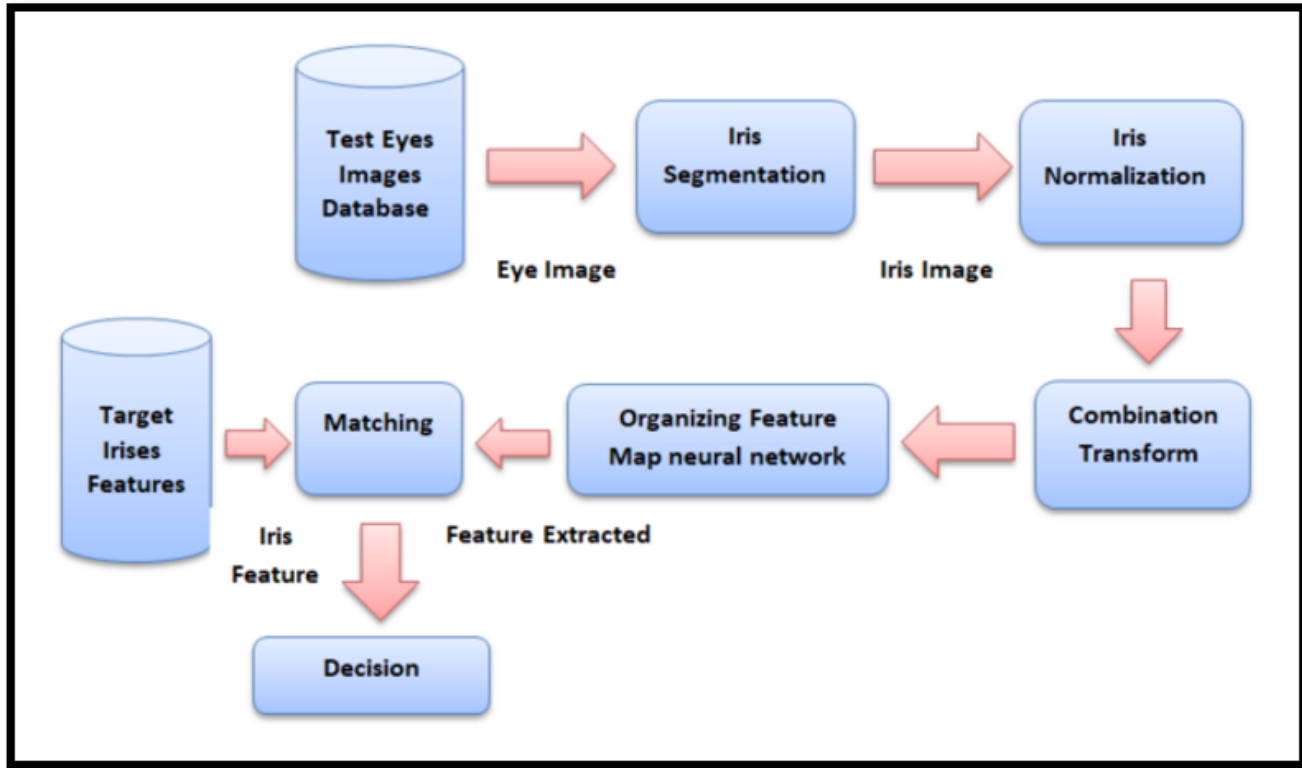 Test Eyes
Images
Database
Eye Image
Iris
Segmentation
Iris Image
Iris
Normalization
Target
Irises
Features
Iris
Feature
Matching
Feature Extracted
Organizing Feature
Map neural network
Combination
Transform
Decision